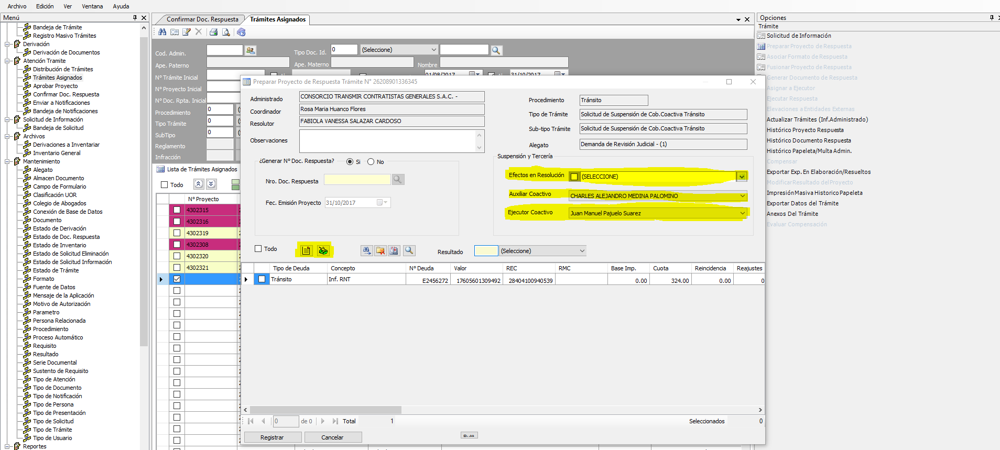 Archivo Edición Ver Ventana Ayuda
Menú
Bandeja de Trámite
Registro Masivo Trámites
Derivación
Derivación de Documentos
Atención Tramite
Distribución de Trámites
Trámites Asignados
Aprobar Proyecto
Confirmar Doc. Respuesta
Enviar a Notificaciones
Bandeja de Notificaciones
Solicitud de Información
Bandeja de Solicitud
Archivos
Derivaciones a Inventariar
Inventario General
Mantenimiento
Alegato
Almacen Documento
Campo de Formulario
Clasificación UOR
Colegio de Abogados
Conexión de Base de Datos
Documento
Estado de Derivación
Estado de Doc. Respuesta
Estado de Inventario
Estado de Solicitud Eliminación
Estado de Solicitud Información
Estado de Trámite
Formato
Fuente de Datos
Mensaje de la Aplicación
Motivo de Autorización
Parametro
Persona Relacionada
Procedimiento
Proceso Automático
Requisito
Resultado
Serie Documental
Sustento de Requisito
Tipo de Atención
Tipo de Documento
Tipo de Notificación
Tipo de Persona
Tipo de Presentación
Tipo de Solicitud
Tipo de Trámite
Tipo de Usuario
Reportes
Confirmar Doc. Respuesta Trámites Asignados
Cod. Admin. Tipo Doc. Id. 0 (Seleccione)
Ape. Paterno Ape. Materno Nombre
N° Trámite Inicial 01/08/2017 31/10/2017
N° Proyecto Inicial
N° Doc. Rpta. Inicial
Procedimiento 0
Tipo Trámite 0
SubTipo 0
Reglamento
Infracción
Lista de Trámites Asignados
Todo
N° Proyecto
4302315
4302316
4302319
4302308
4302320
4302321
Preparar Proyecto de Respuesta Trámite N° 26208901336345
Administrado CONSORCIO TRANSMIR CONTRATISTAS GENERALES S.A.C. -
Coordinador Rosa Maria Huanco Flores
Resolutor FABIOLA VANESSA SALAZAR CARDOSO
Observaciones
Procedimiento Tránsito
Tipo de Trámite Solicitud de Suspensión de Cob.Coactiva Tránsito
Sub-tipo Trámite Solicitud de Suspensión de Cob.Coactiva Tránsito
Alegato Demanda de Revisión Judicial - (1)
¿Generar N° Doc. Respuesta? Si No
Nro. Doc. Respuesta
Fec. Emisión Proyecto 31/10/2017
Suspensión y Tercería
Efectos en Resolución (SELECCIONE)
Auxiliar Coactivo CHARLES ALEJANDRO MEDINA PALOMINO
Ejecutor Coactivo Juan Manuel Pajuelo Suarez
Todo Resultado (Seleccione)
Tipo de Deuda Concepto N° Deuda Valor REC RMC Base Imp. Cuota Reincidencia Reajustes
Tránsito Inf. RNT E2456272 17605601309492 28404100940539 0.00 324.00 0.00 0
0 de 0 Total 1 Seleccionados 0
Registrar Cancelar
Opciones
Trámite
Solicitud de Información
Preparar Proyecto de Respuesta
Asociar Formato de Respuesta
Fusionar Proyecto de Respuesta
Generar Documento de Respuesta
Asignar a Ejecutor
Ejecutar Respuesta
Elevaciones a Entidades Externas
Actualizar Trámites (Inf.Administrado)
Histórico Proyecto Respuesta
Histórico Documento Respuesta
Histórico Papeleta/Multa Admin.
Compensar
Exportar Exp. En Elaboración/Resueltos
Modificar Resultado del Proyecto
Impresión Masiva Historico Papeleta
Exportar Datos del Trámite
Anexos Del Trámite
Evaluar Compensación